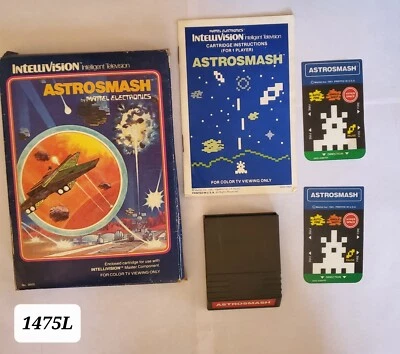 INTELLIVISION Intelligent Television
ASTROSMASH
by MATTEL ELECTRONICS
Enclosed cartridge for use with
INTELLIVISION Master Component.
FOR COLOR TV VIEWING ONLY
MATTEL ELECTRONICS
INTELLIVISION Intelligent Television
CARTRIDGE INSTRUCTIONS
(FOR 1 PLAYER)
ASTROSMASH
FOR COLOR TV VIEWING ONLY
ASTROSMASH
ASTROSMASH
ASTROSMASH
1475L